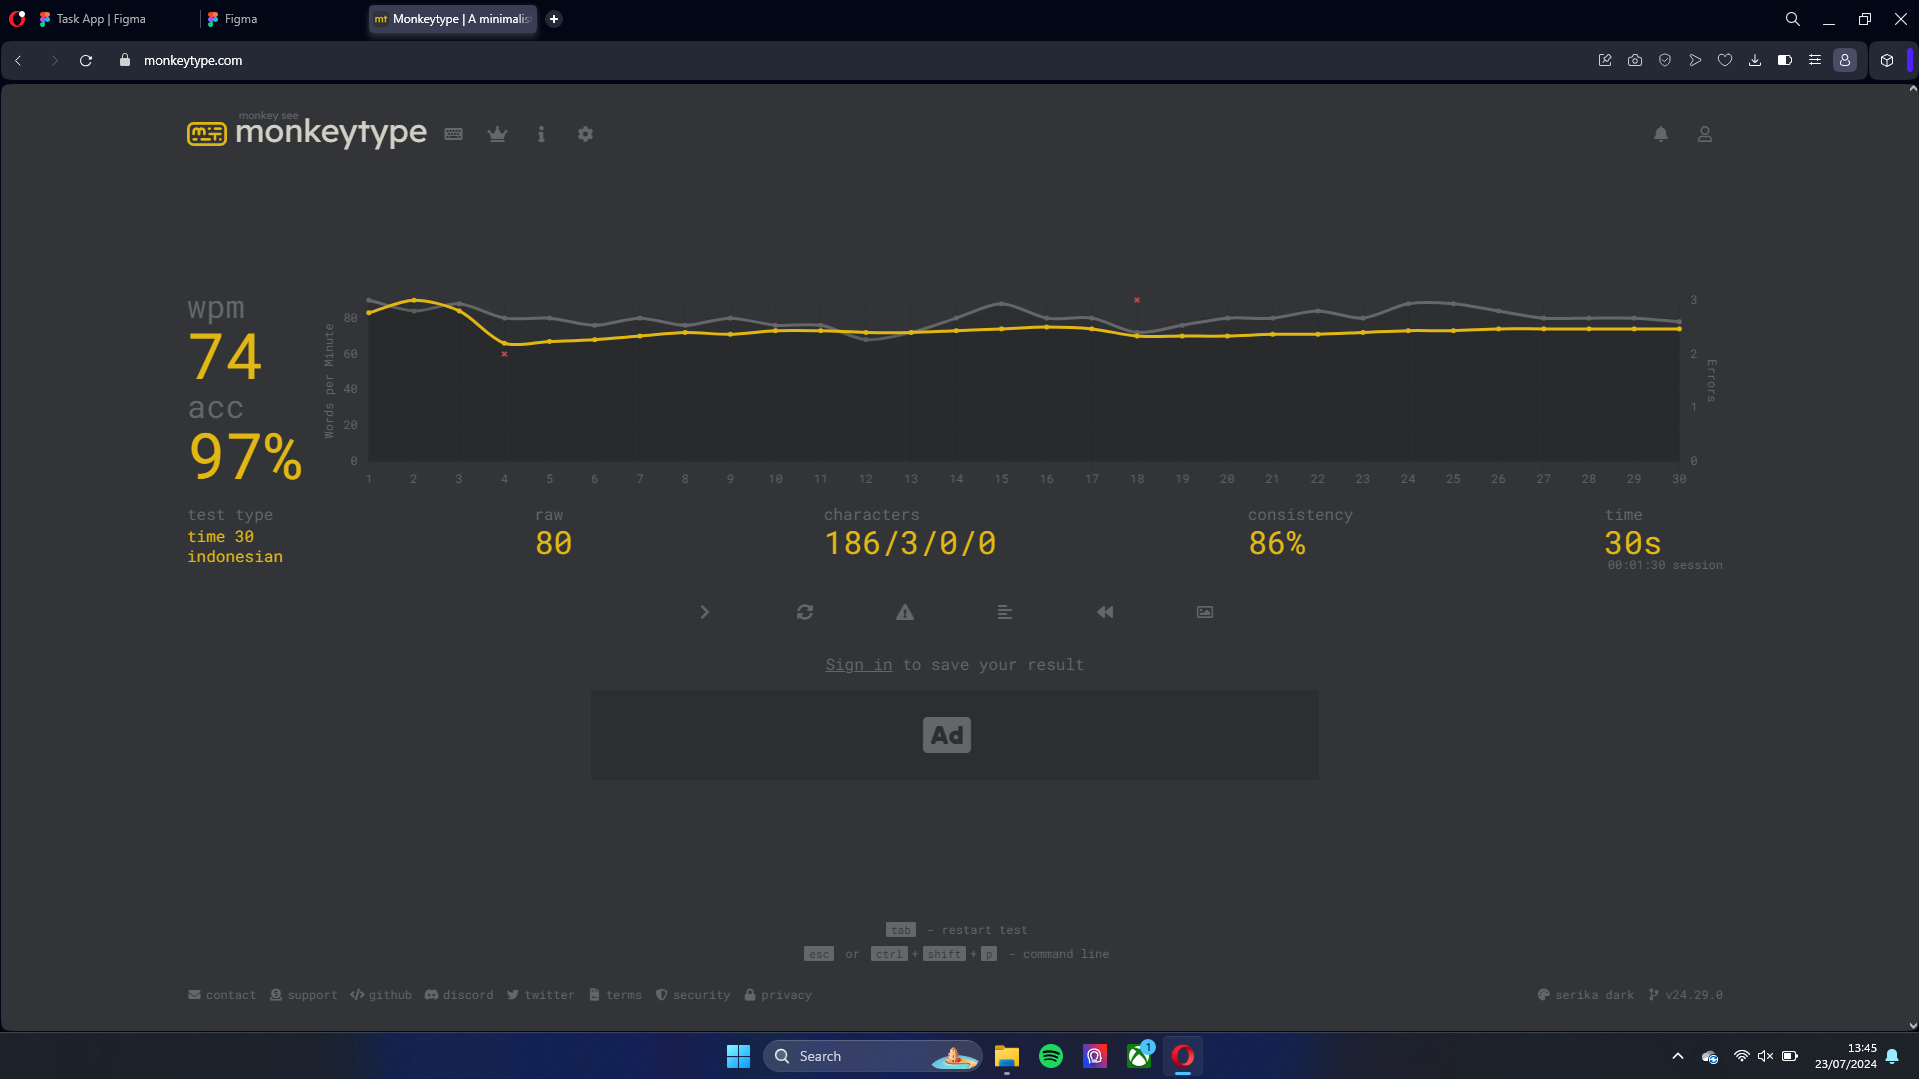 Task App | Figma
Figma
mt Monkeytype | A minimalis
monkeytype.com
monkey see
monkeytype
wpm
74
acc
97%
Words per Minute
80
60
40
20
0
3
2
1
0
Errors
1 2 3 4 5 6 7 8 9 10 11 12 13 14 15 16 17 18 19 20 21 22 23 24 25 26 27 28 29 30
test type
time 30
indonesian
raw
80
characters
186/3/0/0
consistency
86%
time
30s
00:01:30 session
Sign in to save your result
Ad
tab - restart test
esc or ctrl + shift + p - command line
contact support github discord twitter terms security privacy
serika dark v24.29.0
Search
1
13:45
23/07/2024